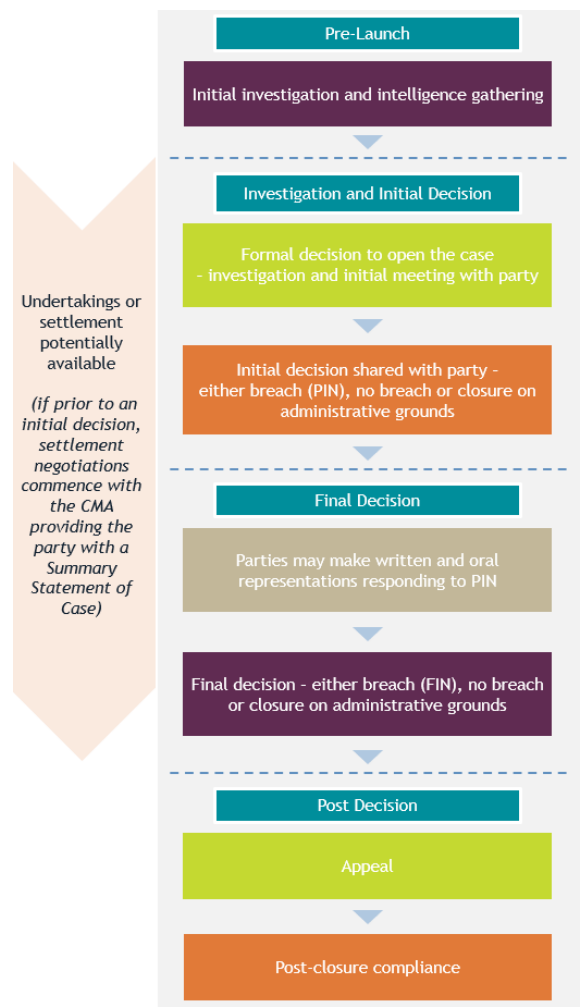 Pre-Launch
Initial investigation and intelligence gathering
Investigation and Initial Decision
Formal decision to open the case
– investigation and initial meeting with party
Undertakings or
settlement
potentially
available
(if prior to an
initial decision,
settlement
negotiations
commence with
the CMA
providing the
party with a
Summary
Statement of
Case)
Initial decision shared with party –
either breach (PIN), no breach or closure on
administrative grounds
Final Decision
Parties may make written and oral
representations responding to PIN
Final decision – either breach (FIN), no breach
or closure on administrative grounds
Post Decision
Appeal
Post-closure compliance